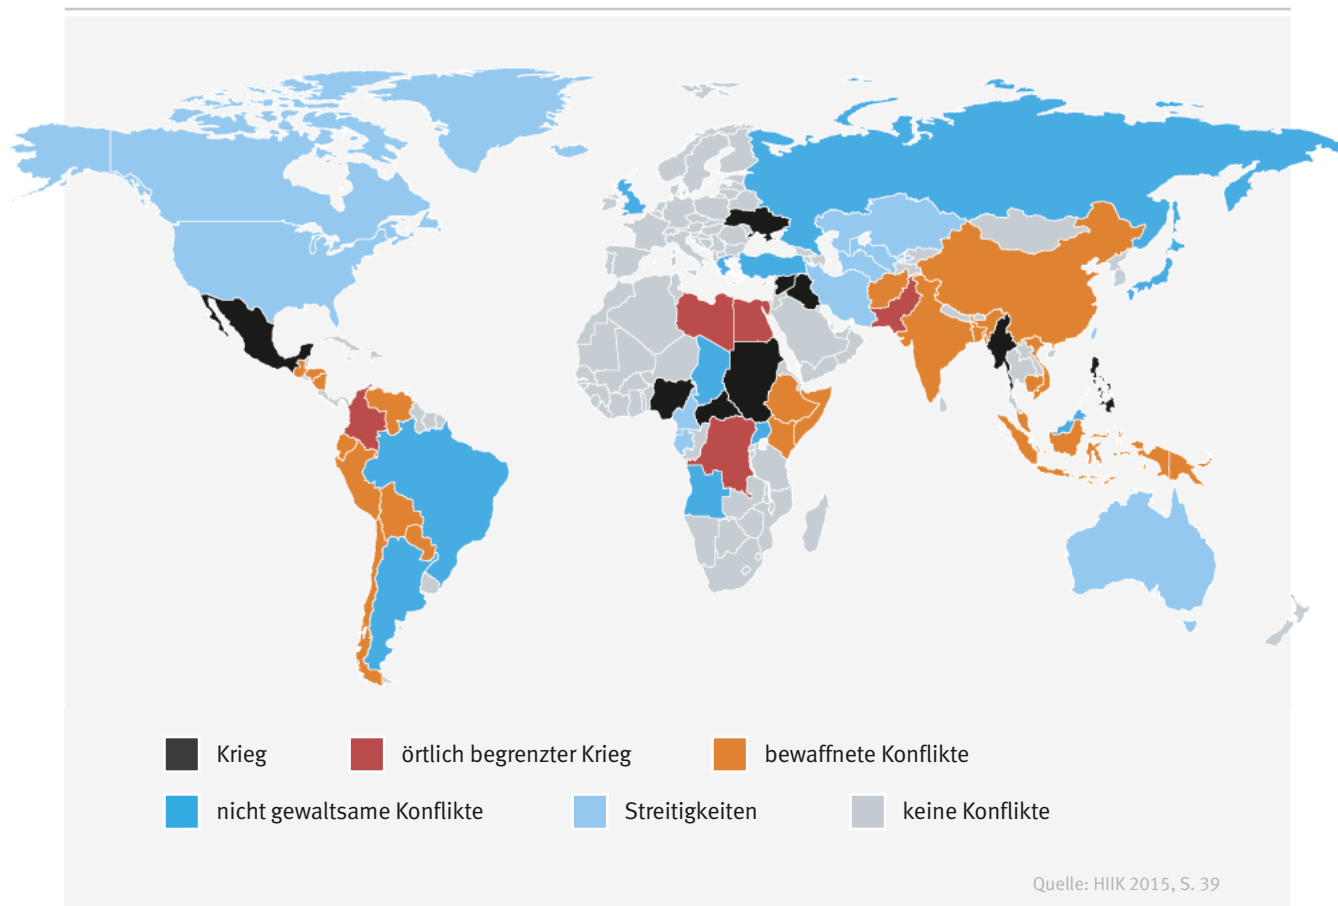 Krieg
örtlich begrenzter Krieg
bewaffnete Konflikte
nicht gewaltsame Konflikte
Streitigkeiten
keine Konflikte
Quelle: HIIK 2015, S. 39